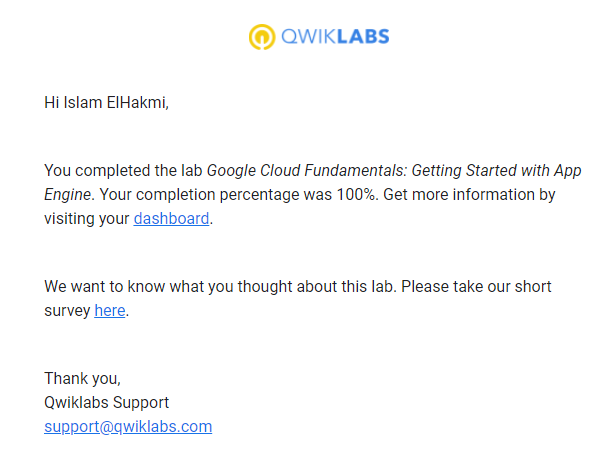 QWIKLABS
Hi Islam ElHakmi,
You completed the lab Google Cloud Fundamentals: Getting Started with App
Engine. Your completion percentage was 100%. Get more information by
visiting your dashboard.
We want to know what you thought about this lab. Please take our short
survey here.
Thank you,
Qwiklabs Support
support@qwiklabs.com